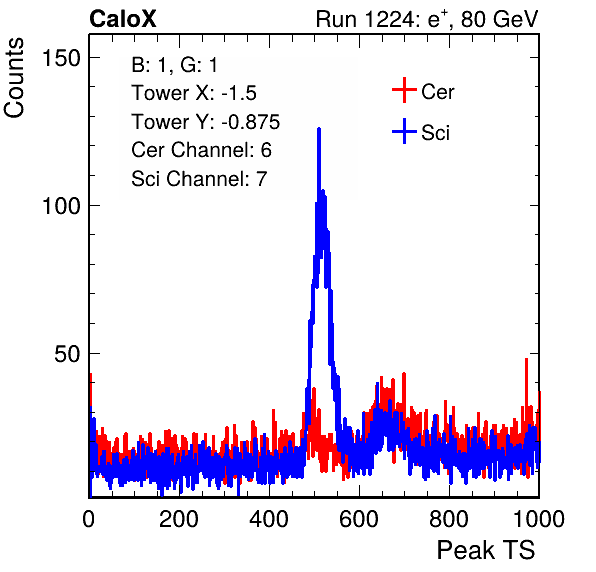 CaloX Run 1224: e⁺, 80 GeV
Counts
150
100
50
B: 1, G: 1
Tower X: -1.5
Tower Y: -0.875
Cer Channel: 6
Sci Channel: 7
Cer
Sci
0 200 400 600 800 1000
Peak TS